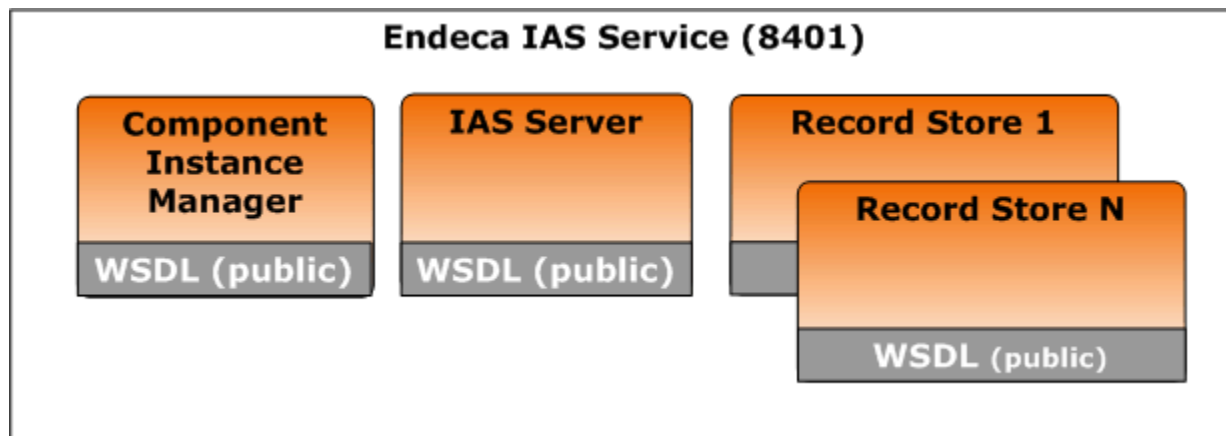 Endeca IAS Service (8401)
Component
Instance
Manager
WSDL (public)
IAS Server
WSDL (public)
Record Store 1
Record Store N
WSDL (public)